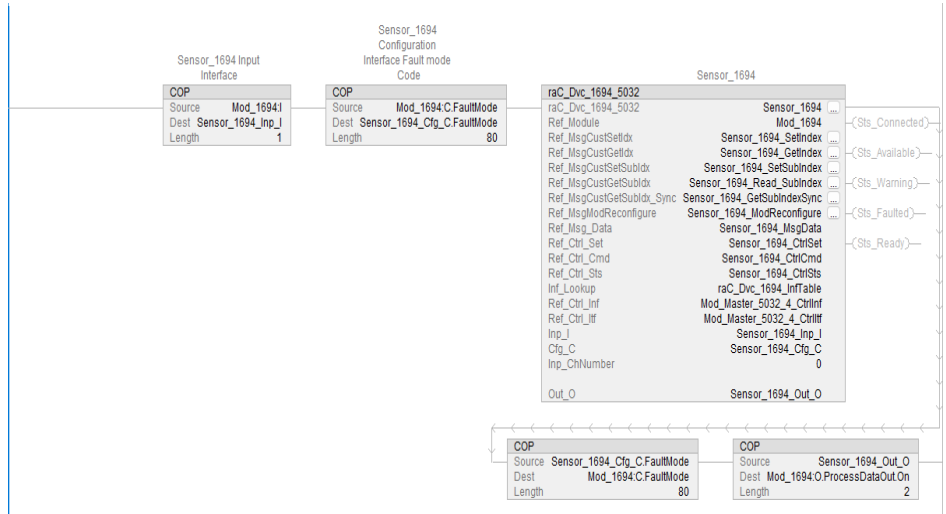 Sensor_1694 Input
Interface
COP
Source Mod_1694:I
Dest Sensor_1694_Inp_I
Length 1
Sensor_1694
Configuration
Interface Fault mode
Code
COP
Source Mod_1694:C.FaultMode
Dest Sensor_1694_Cfg_C.FaultMode
Length 80
Sensor_1694
raC_Dvc_1694_5032
raC_Dvc_1694_5032 Sensor_1694 ...
Ref_Module Mod_1694
Ref_MsgCustSetIdx Sensor_1694_SetIndex ...
Ref_MsgCustGetIdx Sensor_1694_GetIndex ...
Ref_MsgCustSetSubIdx Sensor_1694_SetSubIndex ...
Ref_MsgCustGetSubIdx Sensor_1694_Read_SubIndex ...
Ref_MsgCustGetSubIdx_Sync Sensor_1694_GetSubIndexSync ...
Ref_MsgModReconfigure Sensor_1694_ModReconfigure ...
Ref_Msg_Data Sensor_1694_MsgData
Ref_Ctrl_Set Sensor_1694_CtrlSet
Ref_Ctrl_Cmd Sensor_1694_CtrlCmd
Ref_Ctrl_Sts Sensor_1694_CtrlSts
Inf_Lookup raC_Dvc_1694_InfTable
Ref_Ctrl_Inf Mod_Master_5032_4_CtrlInf
Ref_Ctrl_Itf Mod_Master_5032_4_CtrlItf
Inp_I Sensor_1694_Inp_I
Cfg_C Sensor_1694_Cfg_C
Inp_ChNumber 0
Out_O Sensor_1694_Out_O
(Sts_Connected)
(Sts_Available)
(Sts_Warning)
(Sts_Faulted)
(Sts_Ready)
COP
Source Sensor_1694_Cfg_C.FaultMode
Dest Mod_1694:C.FaultMode
Length 80
COP
Source Sensor_1694_Out_O
Dest Mod_1694:O.ProcessDataOut.On
Length 2